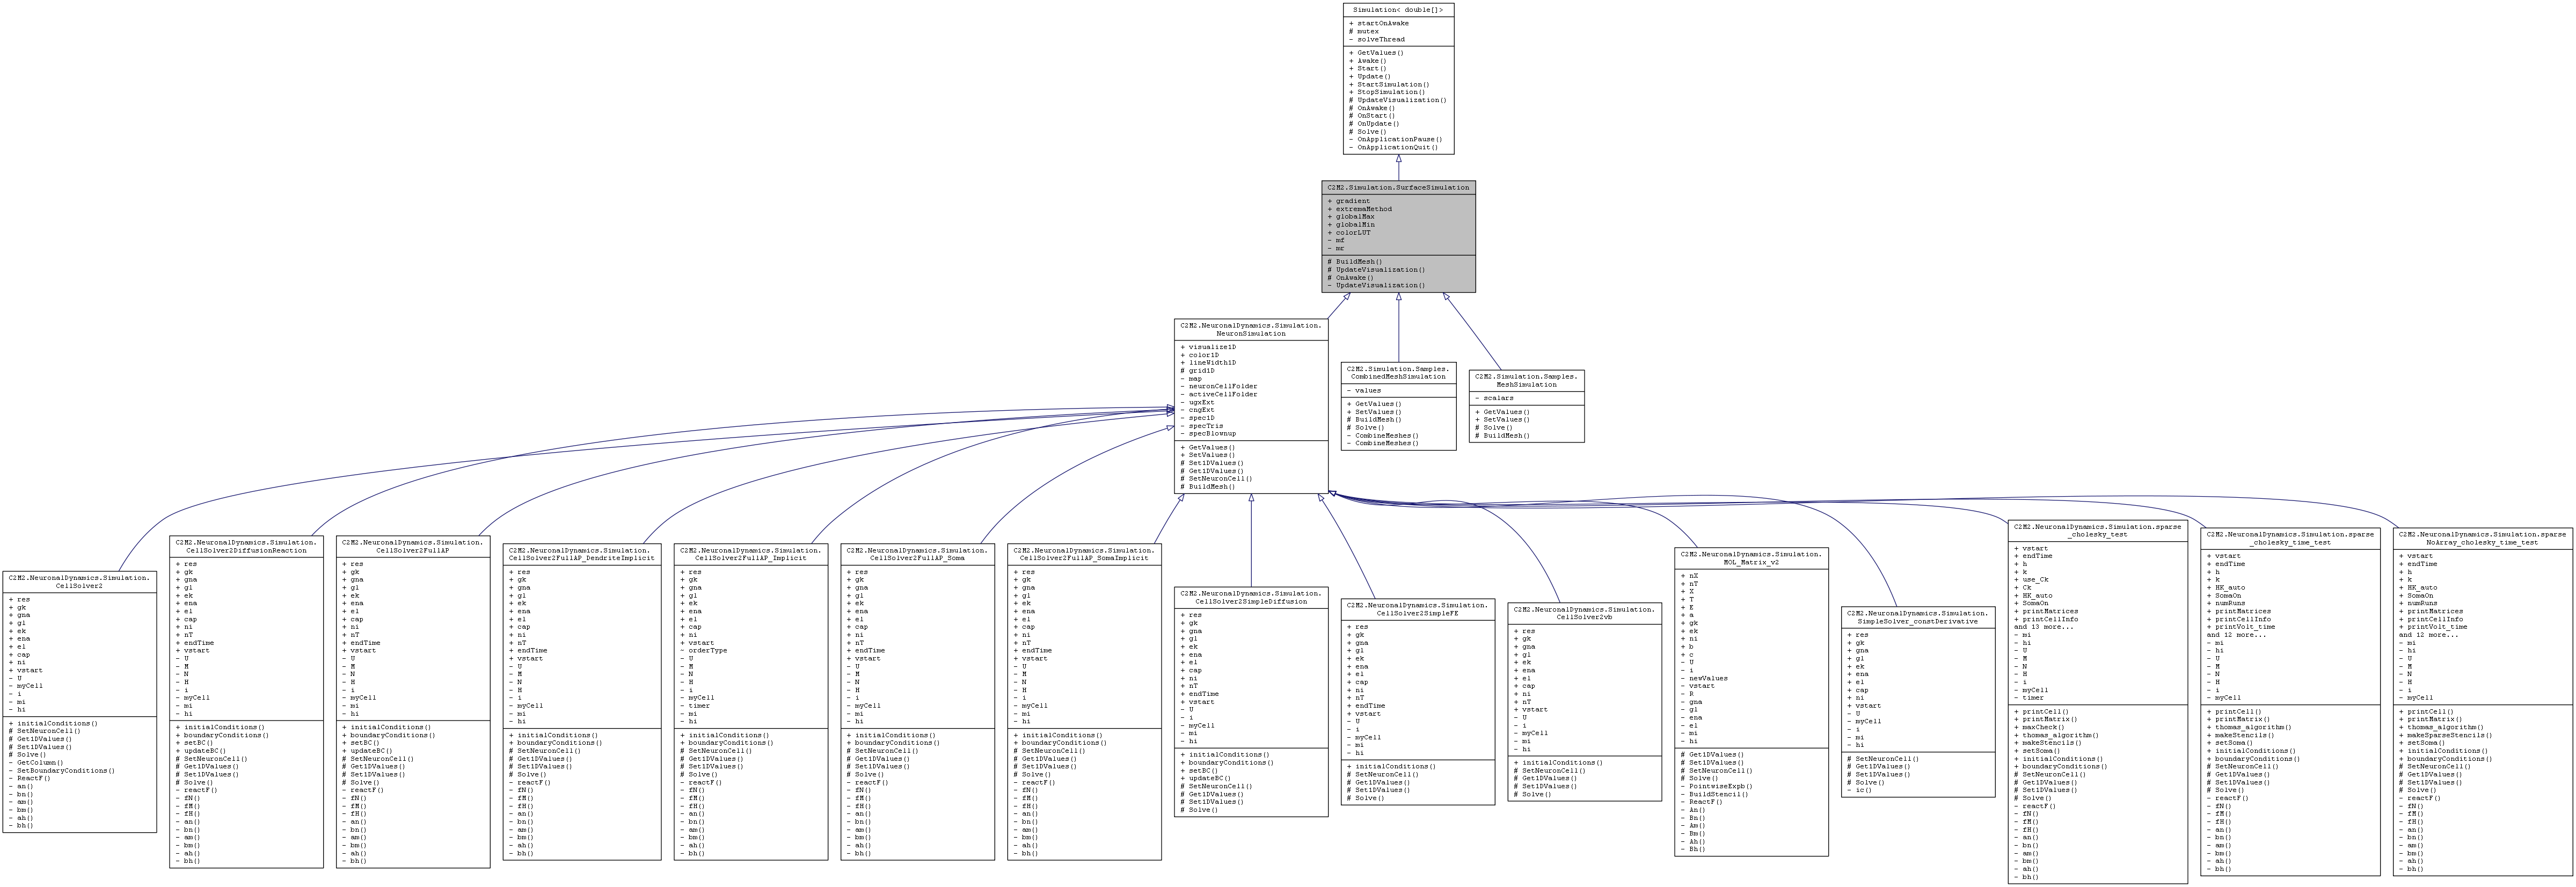 Simulation< double[]>
+ startOnAwake
# mutex
- solveThread
+ GetValues()
+ Awake()
+ Start()
+ Update()
+ StartSimulation()
+ StopSimulation()
# UpdateVisualization()
# OnAwake()
# OnStart()
# OnUpdate()
# Solve()
- OnApplicationPause()
- OnApplicationQuit()
C2M2.Simulation.SurfaceSimulation
+ gradient
+ extremaMethod
+ globalMax
+ globalMin
+ colorLUT
- mf
- mr
# BuildMesh()
# UpdateVisualization()
# OnAwake()
- UpdateVisualization()
C2M2.NeuronalDynamics.Simulation.
NeuronSimulation
+ visualize1D
+ color1D
+ lineWidth1D
# grid1D
- map
- neuronCellFolder
- activeCellFolder
- ugxExt
- cngExt
- spec1D
- specTris
- specBlownup
+ GetValues()
+ SetValues()
# Set1DValues()
# Get1DValues()
# SetNeuronCell()
# BuildMesh()
C2M2.Simulation.Samples.
CombinedMeshSimulation
- values
+ GetValues()
+ SetValues()
# BuildMesh()
# Solve()
- CombineMeshes()
- CombineMeshes()
C2M2.Simulation.Samples.
MeshSimulation
- scalars
+ GetValues()
+ SetValues()
# Solve()
# BuildMesh()
C2M2.NeuronalDynamics.Simulation.
CellSolver2
+ res
+ gk
+ gna
+ gl
+ ek
+ ena
+ el
+ cap
+ ni
+ vstart
- U
- myCell
- i
- mi
- hi
+ initialConditions()
# SetNeuronCell()
# Get1DValues()
# Set1DValues()
# Solve()
- GetColumn()
- SetBoundaryConditions()
- ReactF()
- an()
- bn()
- am()
- bm()
- ah()
- bh()
C2M2.NeuronalDynamics.Simulation.
CellSolver2DiffusionReaction
+ res
+ gk
+ gna
+ gl
+ ek
+ ena
+ el
+ cap
+ ni
+ nT
+ endTime
+ vstart
- U
- M
- N
- H
- i
- myCell
- mi
- hi
+ initialConditions()
+ boundaryConditions()
+ setBC()
+ updateBC()
# SetNeuronCell()
# Get1DValues()
# Set1DValues()
# Solve()
- reactF()
- fN()
- fM()
- fH()
- an()
- bn()
- am()
- bm()
- ah()
- bh()
C2M2.NeuronalDynamics.Simulation.
CellSolver2FullAP
+ res
+ gk
+ gna
+ gl
+ ek
+ ena
+ el
+ cap
+ ni
+ nT
+ endTime
+ vstart
- U
- M
- N
- H
- i
- myCell
- mi
- hi
+ initialConditions()
+ boundaryConditions()
+ setBC()
+ updateBC()
# SetNeuronCell()
# Get1DValues()
# Set1DValues()
# Solve()
- reactF()
- fN()
- fM()
- fH()
- an()
- bn()
- am()
- bm()
- ah()
- bh()
C2M2.NeuronalDynamics.Simulation.
CellSolver2FullAP_DendriteImplicit
+ res
+ gk
+ gna
+ gl
+ ek
+ ena
+ el
+ cap
+ ni
+ nT
+ endTime
+ vstart
- U
- M
- N
- H
- i
- myCell
- mi
- hi
+ initialConditions()
+ boundaryConditions()
# SetNeuronCell()
# Get1DValues()
# Set1DValues()
# Solve()
- reactF()
- fN()
- fM()
- fH()
- an()
- bn()
- am()
- bm()
- ah()
- bh()
C2M2.NeuronalDynamics.Simulation.
CellSolver2FullAP_Implicit
+ res
+ gk
+ gna
+ gl
+ ek
+ ena
+ el
+ cap
+ ni
+ vstart
- orderType
- U
- M
- N
- H
- i
- myCell
- timer
- mi
- hi
+ initialConditions()
+ boundaryConditions()
# SetNeuronCell()
# Get1DValues()
# Set1DValues()
# Solve()
- reactF()
- fN()
- fM()
- fH()
- an()
- bn()
- am()
- bm()
- ah()
- bh()
C2M2.NeuronalDynamics.Simulation.
CellSolver2FullAP_Soma
+ res
+ gk
+ gna
+ gl
+ ek
+ ena
+ el
+ cap
+ ni
+ nT
+ endTime
+ vstart
- U
- M
- N
- H
- i
- myCell
- mi
- hi
+ initialConditions()
+ boundaryConditions()
# SetNeuronCell()
# Get1DValues()
# Set1DValues()
# Solve()
- reactF()
- fN()
- fM()
- fH()
- an()
- bn()
- am()
- bm()
- ah()
- bh()
C2M2.NeuronalDynamics.Simulation.
CellSolver2FullAP_SomaImplicit
+ res
+ gk
+ gna
+ gl
+ ek
+ ena
+ el
+ cap
+ ni
+ nT
+ endTime
+ vstart
- U
- M
- N
- H
- i
- myCell
- mi
- hi
+ initialConditions()
+ boundaryConditions()
# SetNeuronCell()
# Get1DValues()
# Set1DValues()
# Solve()
- reactF()
- fN()
- fM()
- fH()
- an()
- bn()
- am()
- bm()
- ah()
- bh()
C2M2.NeuronalDynamics.Simulation.
CellSolver2SimpleDiffusion
+ res
+ gk
+ gna
+ gl
+ ek
+ ena
+ el
+ cap
+ ni
+ nT
+ endTime
+ vstart
- U
- i
- myCell
- mi
- hi
+ initialConditions()
+ boundaryConditions()
+ setBC()
+ updateBC()
# SetNeuronCell()
# Get1DValues()
# Set1DValues()
# Solve()
C2M2.NeuronalDynamics.Simulation.
CellSolver2SimpleFE
+ res
+ gk
+ gna
+ gl
+ ek
+ ena
+ el
+ cap
+ ni
+ nT
+ endTime
+ vstart
- U
- i
- myCell
- mi
- hi
+ initialConditions()
# SetNeuronCell()
# Get1DValues()
# Set1DValues()
# Solve()
C2M2.NeuronalDynamics.Simulation.
CellSolver2vb
+ res
+ gk
+ gna
+ gl
+ ek
+ ena
+ el
+ cap
+ ni
+ nT
+ vstart
- U
- i
- myCell
- mi
- hi
+ initialConditions()
# SetNeuronCell()
# Get1DValues()
# Set1DValues()
# Solve()
C2M2.NeuronalDynamics.Simulation.
MOL_Matrix_v2
+ nX
+ nT
+ X
+ T
+ E
+ a
+ gk
+ ek
+ ni
+ b
+ c
- U
- i
- newValues
- vstart
- R
- gna
- gl
- ena
- el
- mi
- hi
# Get1DValues()
# Set1DValues()
# SetNeuronCell()
# Solve()
- PointwiseExpb()
- BuildStencil()
- ReactF()
- An()
- Bn()
- Am()
- Bm()
- Ah()
- Bh()
C2M2.NeuronalDynamics.Simulation.
SimpleSolver_constDerivative
+ res
+ gk
+ gna
+ gl
+ ek
+ ena
+ el
+ cap
+ ni
+ vstart
- U
- myCell
- i
- mi
- hi
# SetNeuronCell()
# Get1DValues()
# Set1DValues()
# Solve()
- ic()
C2M2.NeuronalDynamics.Simulation.sparse
_cholesky_test
+ vstart
+ endTime
+ h
+ k
+ use_Ck
+ Ck
+ HK_auto
+ SomaOn
+ printMatrices
+ printCellInfo
and 13 more...
- mi
- hi
- U
- M
- N
- H
- i
- myCell
- timer
+ printCell()
+ printMatrix()
+ maxCheck()
+ thomas_algorithm()
+ makeStencils()
+ setSoma()
+ initialConditions()
+ boundaryConditions()
# SetNeuronCell()
# Get1DValues()
# Set1DValues()
# Solve()
- reactF()
- fN()
- fM()
- fH()
- an()
- bn()
- am()
- bm()
- ah()
- bh()
C2M2.NeuronalDynamics.Simulation.sparse
_cholesky_time_test
+ vstart
+ endTime
+ h
+ k
+ HK_auto
+ SomaOn
+ numRuns
+ printMatrices
+ printCellInfo
+ printVolt_time
and 12 more...
- mi
- hi
- U
- M
- N
- H
- i
- myCell
+ printCell()
+ printMatrix()
+ thomas_algorithm()
+ makeStencils()
+ setSoma()
+ initialConditions()
+ boundaryConditions()
# SetNeuronCell()
# Get1DValues()
# Set1DValues()
# Solve()
- reactF()
- fN()
- fM()
- fH()
- an()
- bn()
- am()
- bm()
- ah()
- bh()
C2M2.NeuronalDynamics.Simulation.sparse
NoArray_cholesky_time_test
+ vstart
+ endTime
+ h
+ k
+ HK_auto
+ SomaOn
+ numRuns
+ printMatrices
+ printCellInfo
+ printVolt_time
and 12 more...
- mi
- hi
- U
- M
- N
- H
- i
- myCell
+ printCell()
+ printMatrix()
+ thomas_algorithm()
+ makeSparseStencils()
+ setSoma()
+ initialConditions()
+ boundaryConditions()
# SetNeuronCell()
# Get1DValues()
# Set1DValues()
# Solve()
- reactF()
- fN()
- fM()
- fH()
- an()
- bn()
- am()
- bm()
- ah()
- bh()